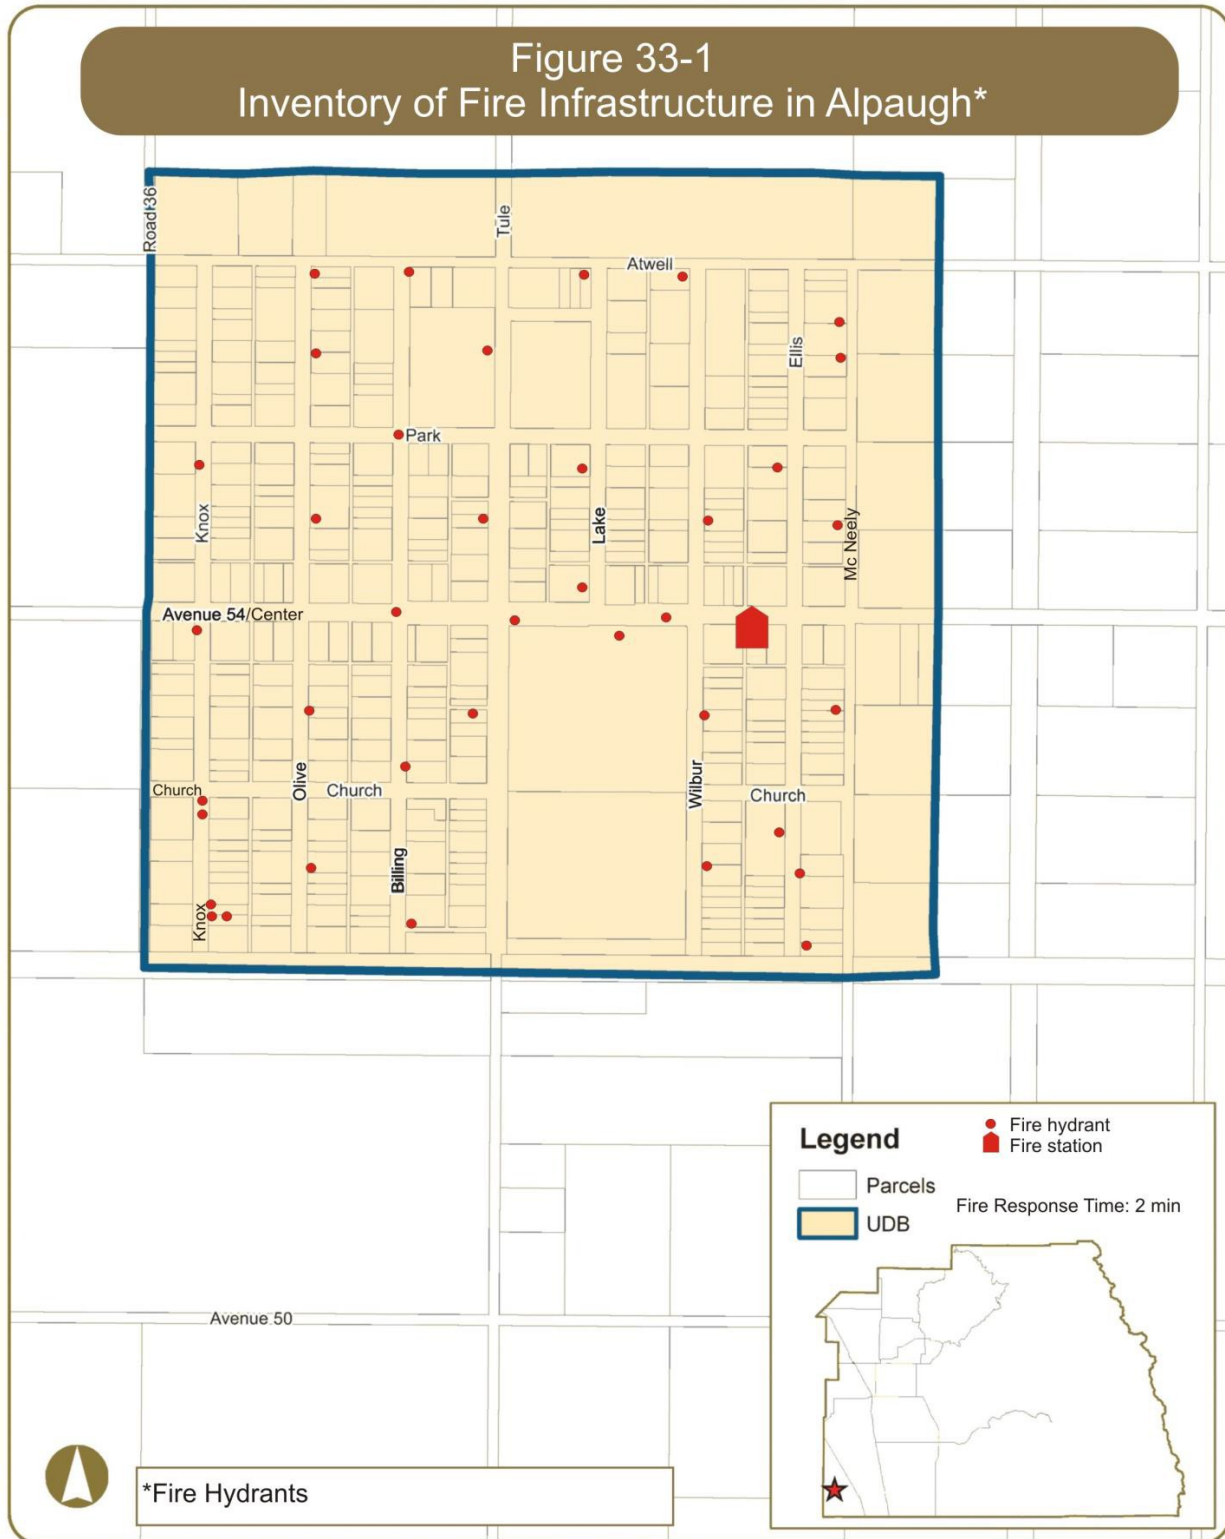 Figure 33-1
Inventory of Fire Infrastructure in Alpaugh*
Road 36
Tule
Atwell
Ellis
Park
Knox
Lake
Mc Neely
Avenue 54/Center
Olive
Church
Church
Wilbur
Church
Billing
Knox
Legend
Fire hydrant
Fire station
Parcels
Fire Response Time: 2 min
UDB
Avenue 50
*Fire Hydrants